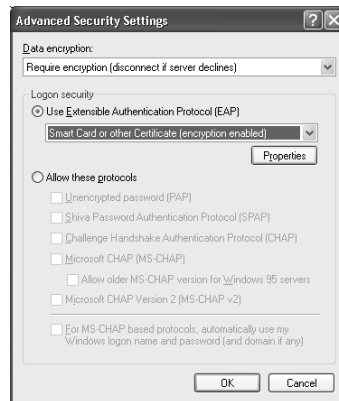 Advanced Security Settings
Data encryption:
Require encryption (disconnect if server declines)
Logon security
Use Extensible Authentication Protocol (EAP)
Smart Card or other Certificate (encryption enabled)
Properties
Allow these protocols
Unencrypted password (PAP)
Shiva Password Authentication Protocol (SPAP)
Challenge Handshake Authentication Protocol (CHAP)
Microsoft CHAP (MS-CHAP)
Allow older MS-CHAP version for Windows 95 servers
Microsoft CHAP Version 2 (MS-CHAP v2)
For MS-CHAP based protocols, automatically use my
Windows logon name and password (and domain if any)
OK Cancel